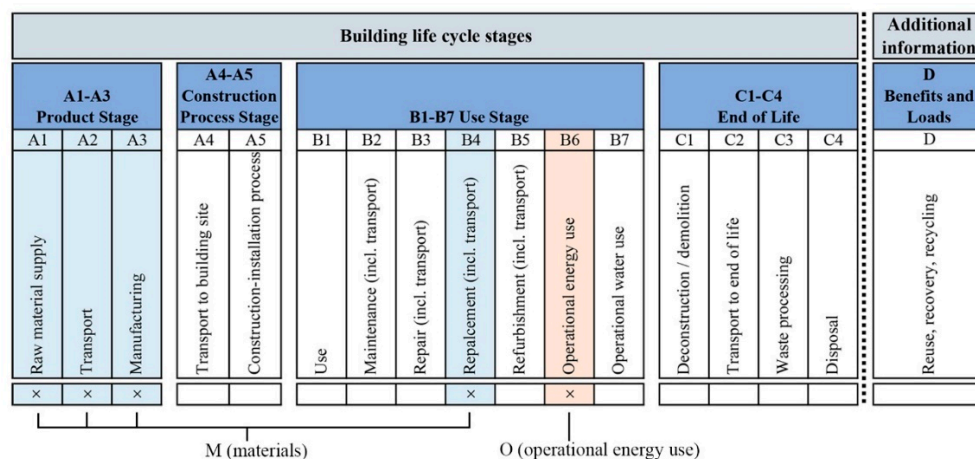 Building life cycle stages
Additional
information
A1-A3
Product Stage
A4-A5
Construction
Process Stage
B1-B7 Use Stage
C1-C4
End of Life
D
Benefits and
Loads
A1 A2 A3 A4 A5 B1 B2 B3 B4 B5 B6 B7 C1 C2 C3 C4 D
Raw material supply
Transport
Manufacturing
Transport to building site
Construction-installation process
Use
Maintenance (incl. transport)
Repair (incl. transport)
Repalcement (incl. transport)
Refurbishment (incl. transport)
Operational energy use
Operational water use
Deconstruction / demolition
Transport to end of life
Waste processing
Disposal
Reuse, recovery, recycling
× × × × ×
M (materials) O (operational energy use)